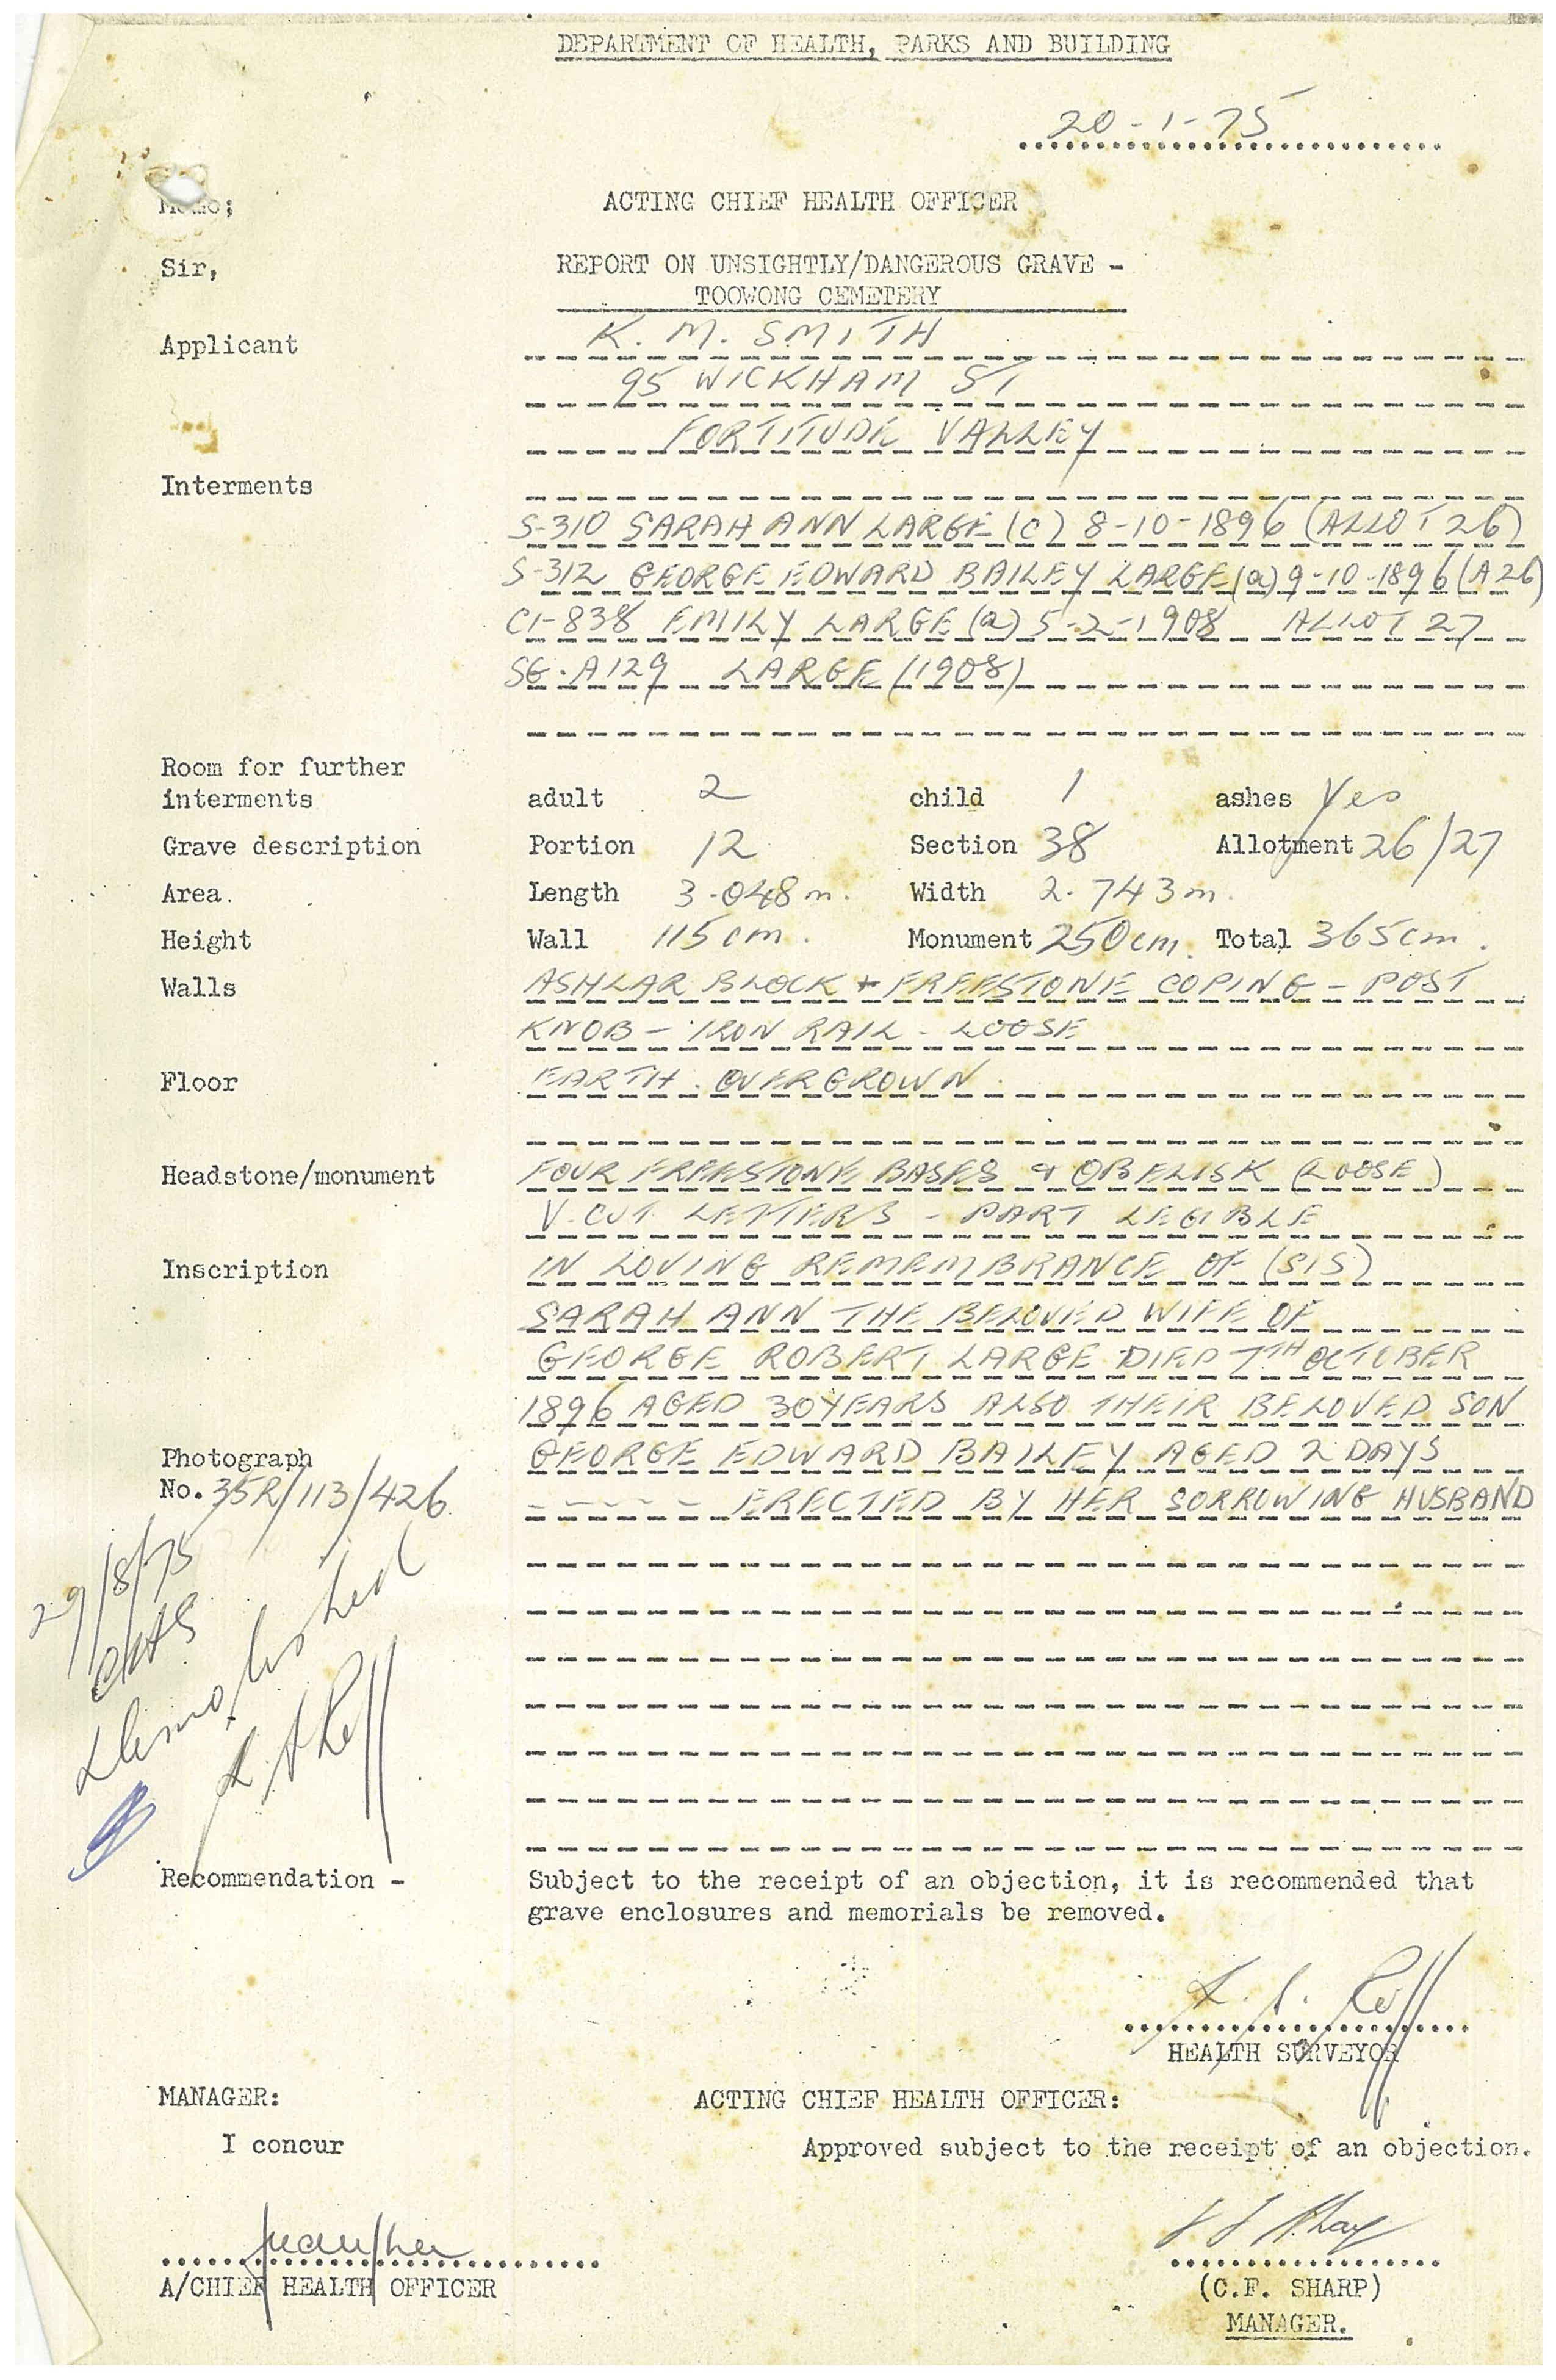 DEPARTMENT OF HEALTH, PARKS AND BUILDING
20-1-75
Memo; ACTING CHIEF HEALTH OFFICER
Sir, REPORT ON UNSIGHTLY/DANGEROUS GRAVE -
TOOWONG CEMETERY
Applicant K. M. SMITH
95 WICKHAM ST
FORTITUDE VALLEY
Interments
S-310 SARAH ANN LARGE (c) 8-10-1896 (ALLOT 26)
S-312 GEORGE EDWARD BAILEY LARGE (a) 9-10-1896 (A26)
C1-838 EMILY LARGE (a) 5-2-1908 ALLOT 27
SG-A129 LARGE (1908)
Room for further
interments adult 2 child 1 ashes Yes
Grave description Portion 12 Section 38 Allotment 26/27
Area. Length 3.048m. Width 2.743m.
Height Wall 115cm. Monument 250cm. Total 365cm.
Walls ASHLAR BLOCK + FREESTONE COPING - POST
KNOB - IRON RAIL - LOOSE
Floor EARTH. OVERGROWN.
Headstone/monument FOUR FREESTONE BASES & OBELISK (LOOSE)
V-CUT LETTERS - PART LEGIBLE
Inscription IN LOVING REMEMBRANCE OF (SIS)
SARAH ANN THE BELOVED WIFE OF
GEORGE ROBERT LARGE DIED 7TH OCTOBER
1896 AGED 30 YEARS ALSO THEIR BELOVED SON
Photograph GEORGE EDWARD BAILEY AGED 2 DAYS
No. 35R/113/426 ----- ERECTED BY HER SORROWING HUSBAND
29/8/75
Demolished
Recommendation - Subject to the receipt of an objection, it is recommended that
grave enclosures and memorials be removed.
HEALTH SURVEYOR
MANAGER: ACTING CHIEF HEALTH OFFICER:
I concur Approved subject to the receipt of an objection.
A/CHIEF HEALTH OFFICER (C.F. SHARP)
MANAGER.